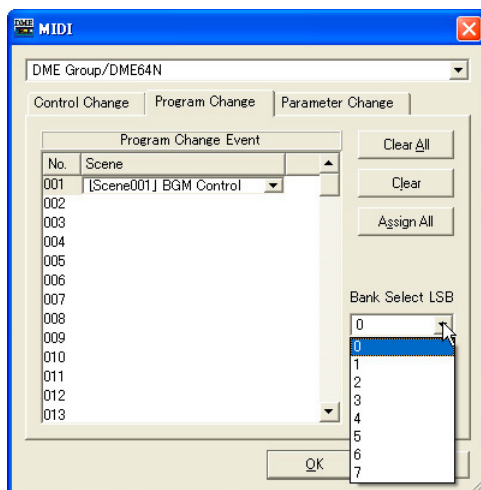 DME
MIDI
DME Group/DME64N
Control Change
Program Change
Parameter Change
Program Change Event
No.
Scene
001
[Scene001] BGM Control
002
003
004
005
006
007
008
009
010
011
012
013
Clear All
Clear
Assign All
Bank Select LSB
0
0
1
2
3
4
5
6
7
OK